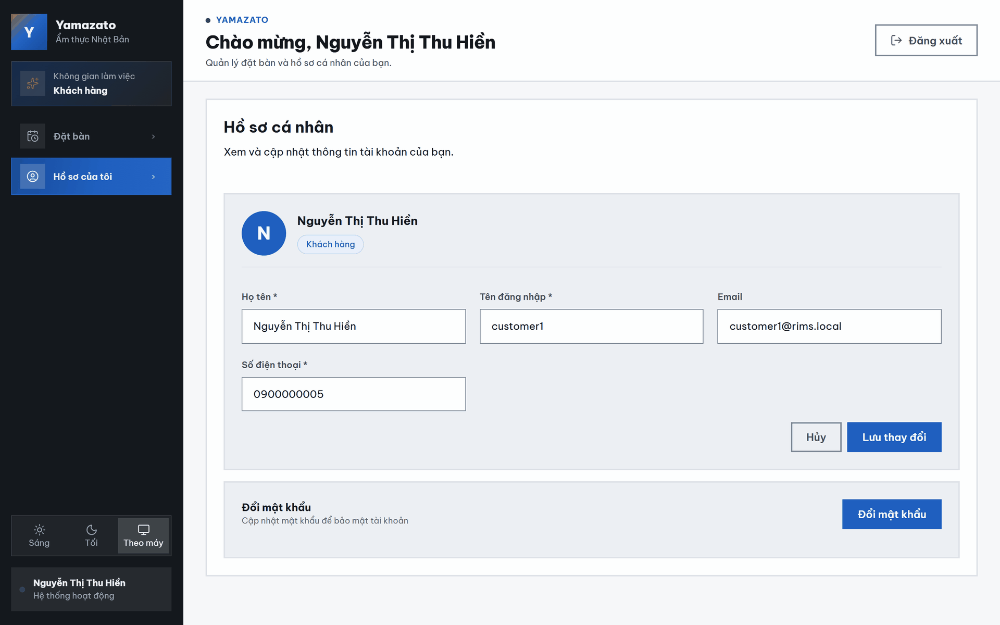 Y
Yamazato
Ẩm thực Nhật Bản
Không gian làm việc
Khách hàng
Đặt bàn
Hồ sơ của tôi
Sáng
Tối
Theo máy
Nguyễn Thị Thu Hiền
Hệ thống hoạt động
YAMAZATO
Chào mừng, Nguyễn Thị Thu Hiền
Quản lý đặt bàn và hồ sơ cá nhân của bạn.
Đăng xuất
Hồ sơ cá nhân
Xem và cập nhật thông tin tài khoản của bạn.
N
Nguyễn Thị Thu Hiền
Khách hàng
Họ tên *
Nguyễn Thị Thu Hiền
Tên đăng nhập *
customer1
Email
customer1@rims.local
Số điện thoại *
0900000005
Hủy
Lưu thay đổi
Đổi mật khẩu
Cập nhật mật khẩu để bảo mật tài khoản
Đổi mật khẩu